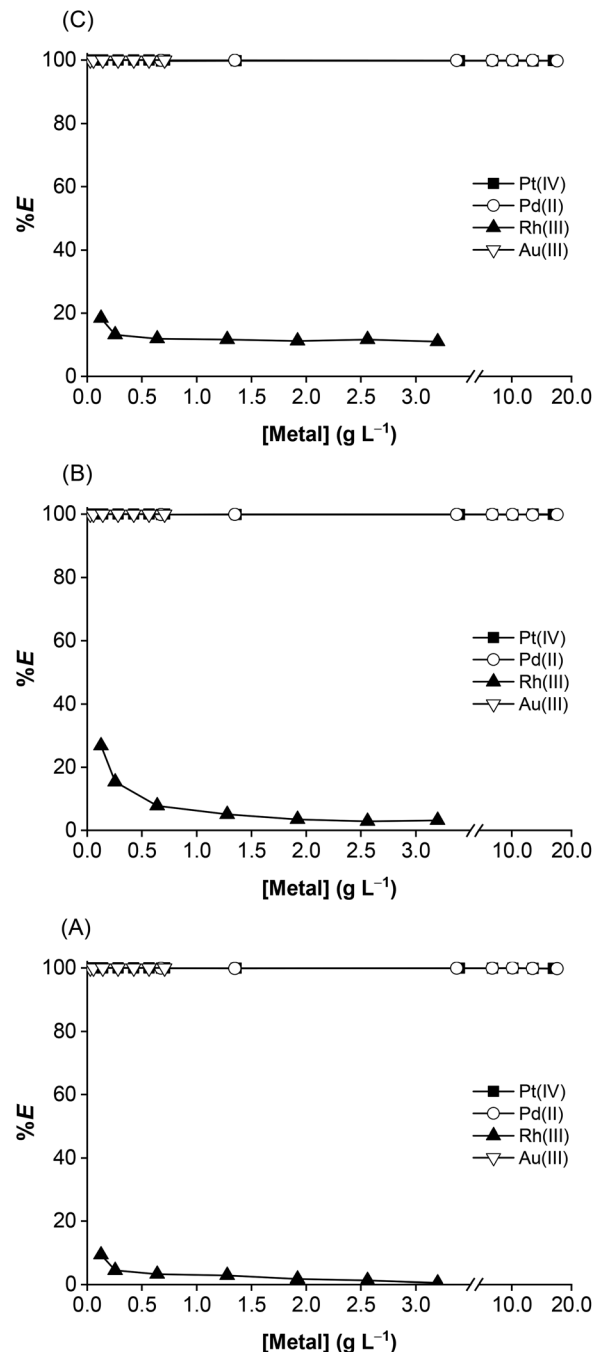 (C)
100
80
60
40
20
0
%E
Pt(IV)
Pd(II)
Rh(III)
Au(III)
0.0 0.5 1.0 1.5 2.0 2.5 3.0 10.0 20.0
[Metal] (g L⁻¹)
(B)
100
80
60
40
20
0
%E
Pt(IV)
Pd(II)
Rh(III)
Au(III)
0.0 0.5 1.0 1.5 2.0 2.5 3.0 10.0 20.0
[Metal] (g L⁻¹)
(A)
100
80
60
40
20
0
%E
Pt(IV)
Pd(II)
Rh(III)
Au(III)
0.0 0.5 1.0 1.5 2.0 2.5 3.0 10.0 20.0
[Metal] (g L⁻¹)